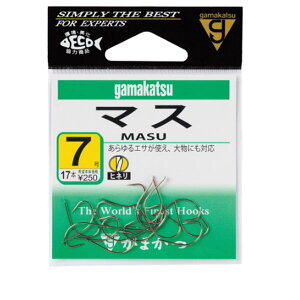 SIMPLY THE BEST
FOR EXPERTS
gamakatsu
マス
MASU
あらゆるエサが使え、大物にも対応
7号
17本
¥250
ヒネリ
The World's Finest Hooks
がまかつ